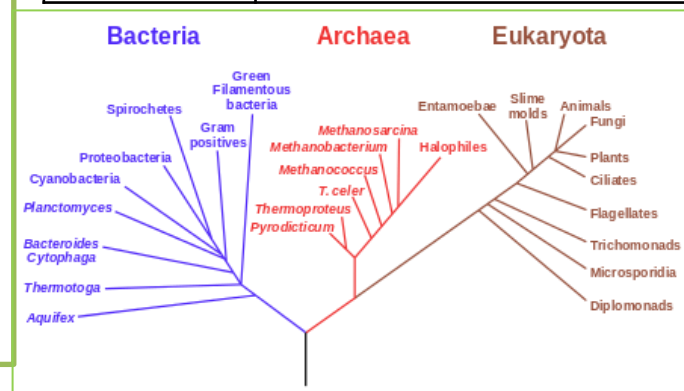 Bacteria
Archaea
Eukaryota
Green
Filamentous
bacteria
Spirochetes
Gram
positives
Proteobacteria
Cyanobacteria
Planctomyces
Bacteroides
Cytophaga
Thermotoga
Aquifex
Methanosarcina
Methanobacterium
Halophiles
Methanococcus
T. celer
Thermoproteus
Pyrodicticum
Entamoebae
Slime
molds
Animals
Fungi
Plants
Ciliates
Flagellates
Trichomonads
Microsporidia
Diplomonads